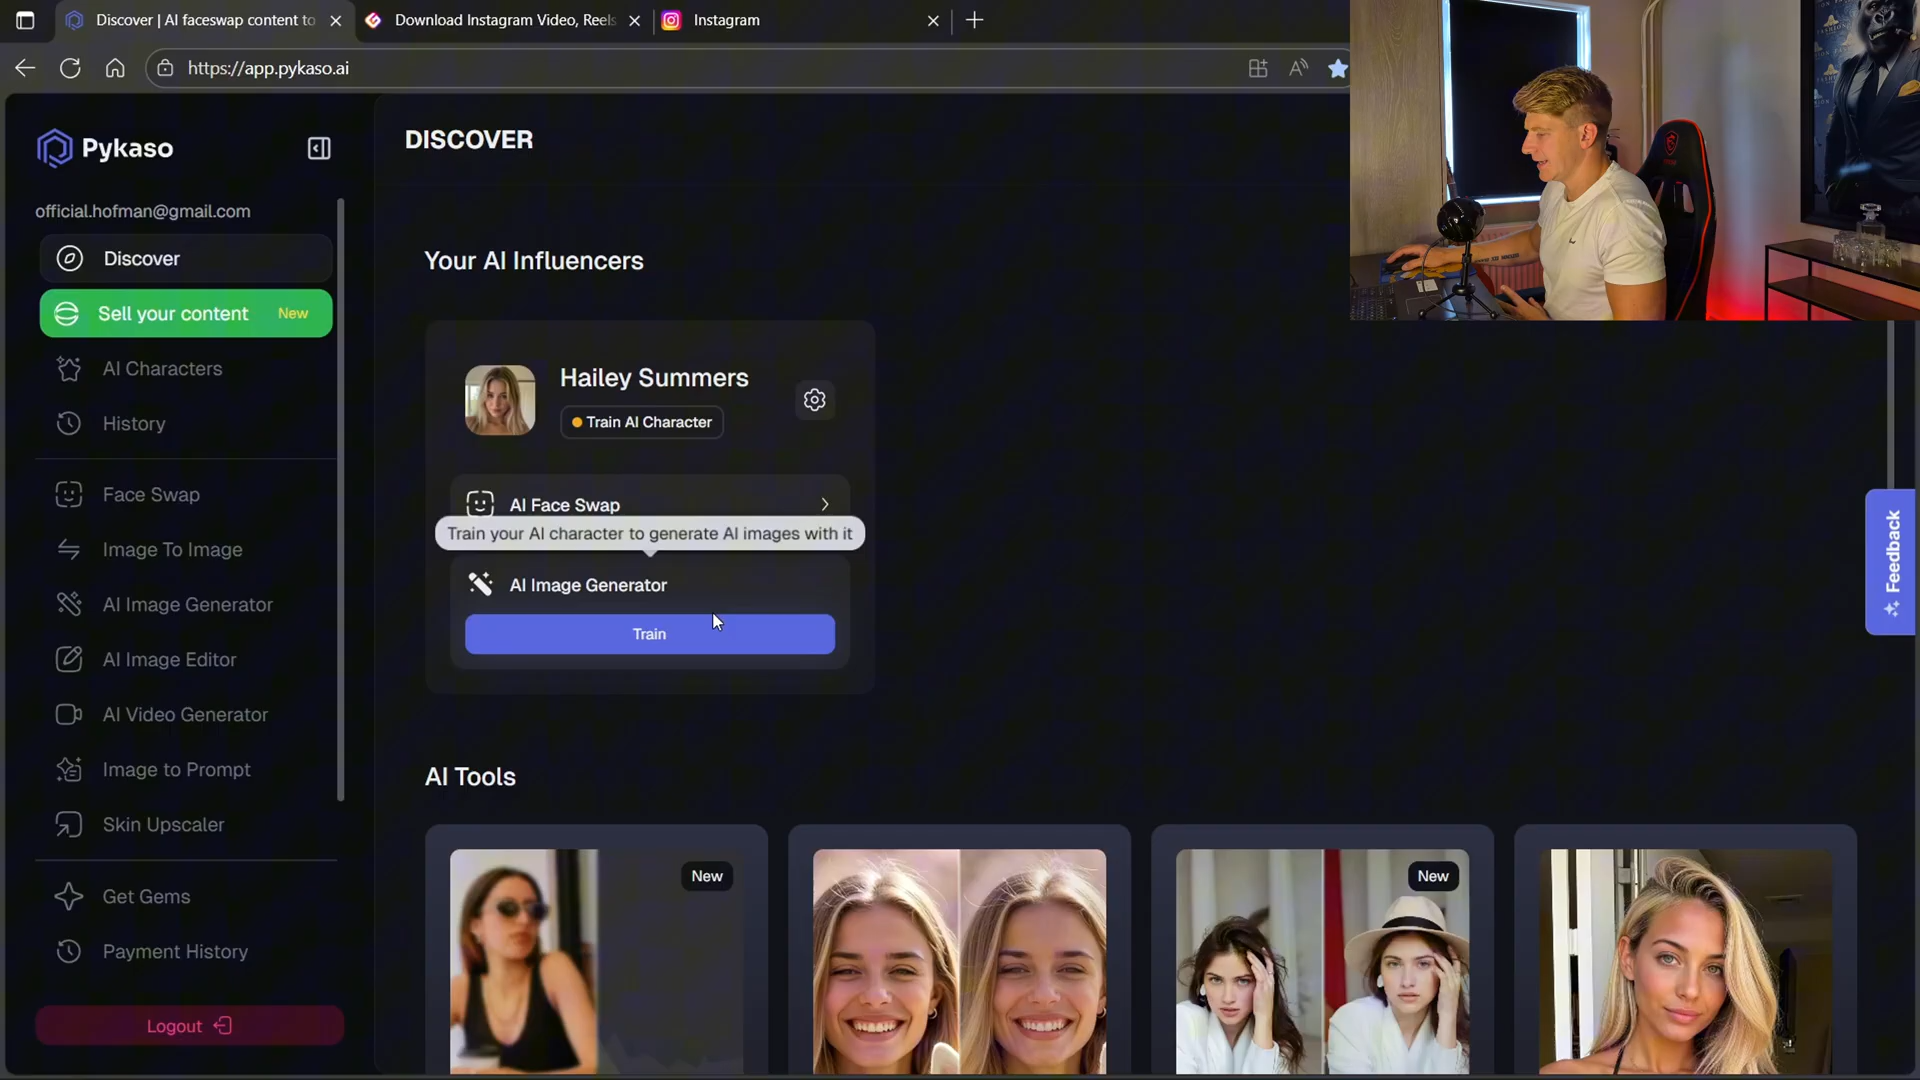 Discover | AI faceswap content to
Download Instagram Video, Reels
Instagram
https://app.pykaso.ai
Pykaso
official.hofman@gmail.com
Discover
Sell your content New
AI Characters
History
Face Swap
Image To Image
AI Image Generator
AI Image Editor
AI Video Generator
Image to Prompt
Skin Upscaler
Get Gems
Payment History
Logout
DISCOVER
Your AI Influencers
Hailey Summers
Train AI Character
AI Face Swap
Train your AI character to generate AI images with it
AI Image Generator
Train
AI Tools
New
New
Feedback